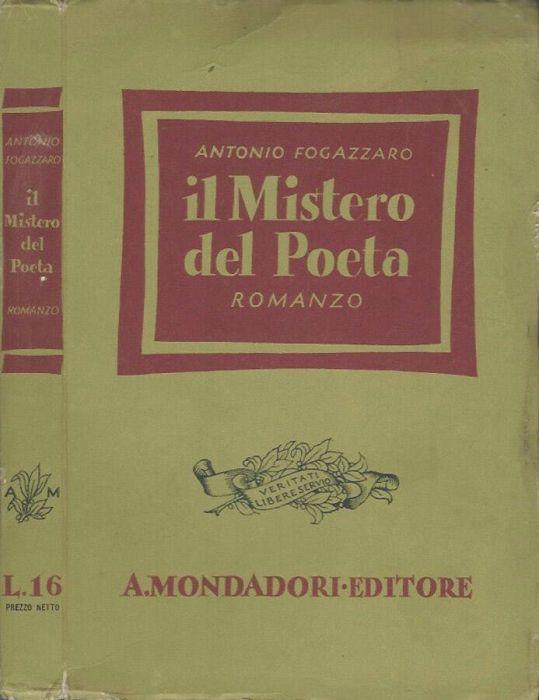 ANTONIO
FOGAZZARO
il
Mistero
del
Poeta
ROMANZO
A M
L.16
PREZZO NETTO
ANTONIO FOGAZZARO
il Mistero
del Poeta
ROMANZO
VERITATI
LIBERE SERVIO
A. MONDADORI·EDITORE